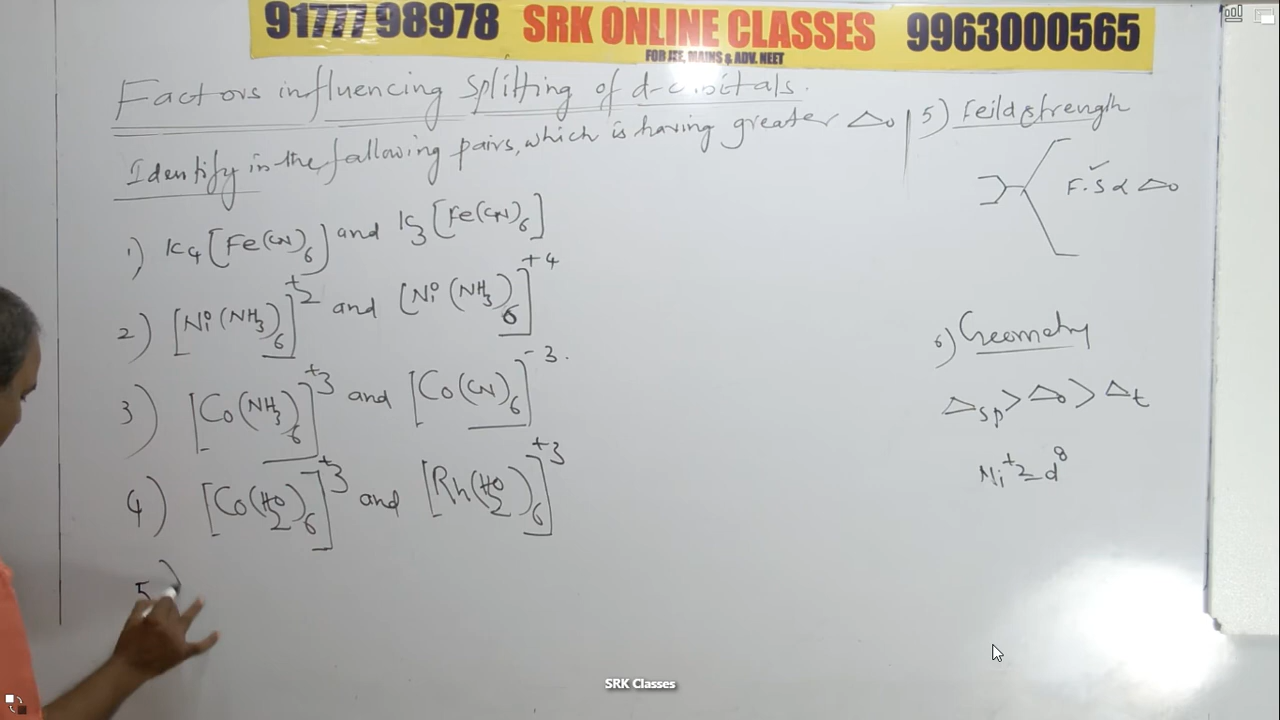 91777 98978 SRK ONLINE CLASSES 9963000565
FOR JEE, MAINS & ADV. NEET
Factors influencing splitting of d-orbitals.
Identify in the following pairs, which is having greater Δo
1) K4[Fe(CN)6] and K3[Fe(CN)6]
2) [Ni(NH3)6]+2 and [Ni(NH3)6]+4
3) [Co(NH3)6]+3 and [Co(CN)6]-3.
4) [Co(H2O)6]+3 and [Rh(H2O)6]+3
5)
5) Feild strength
F.S α Δo
6) Geometry
Δsp > Δo > Δt
Ni+2 = d8
SRK Classes